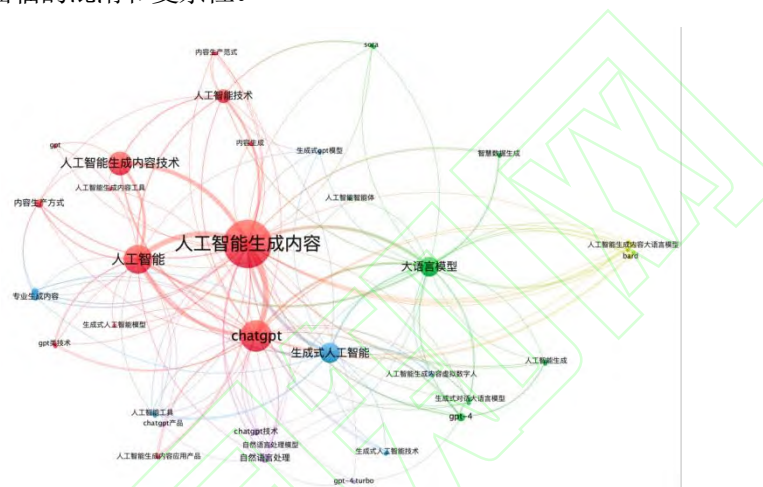 内容生产范式
sora
人工智能技术
内容生成
生成式gpt模型
智慧数据生成
gpt
人工智能生成内容技术
人工智能生成内容工具
人工智能智能体
内容生产方式
人工智能生成内容
人工智能生成内容大语言模型
bard
人工智能
大语言模型
专业生成内容
生成式人工智能模型
chatgpt
gpt类技术
生成式人工智能
人工智能生成
人工智能生成内容虚拟数字人
生成式对话大语言模型
gpt-4
人工智能工具
chatgpt产品
chatgpt技术
自然语言处理模型
自然语言处理
人工智能生成内容应用产品
生成式人工智能技术
gpt-4 turbo